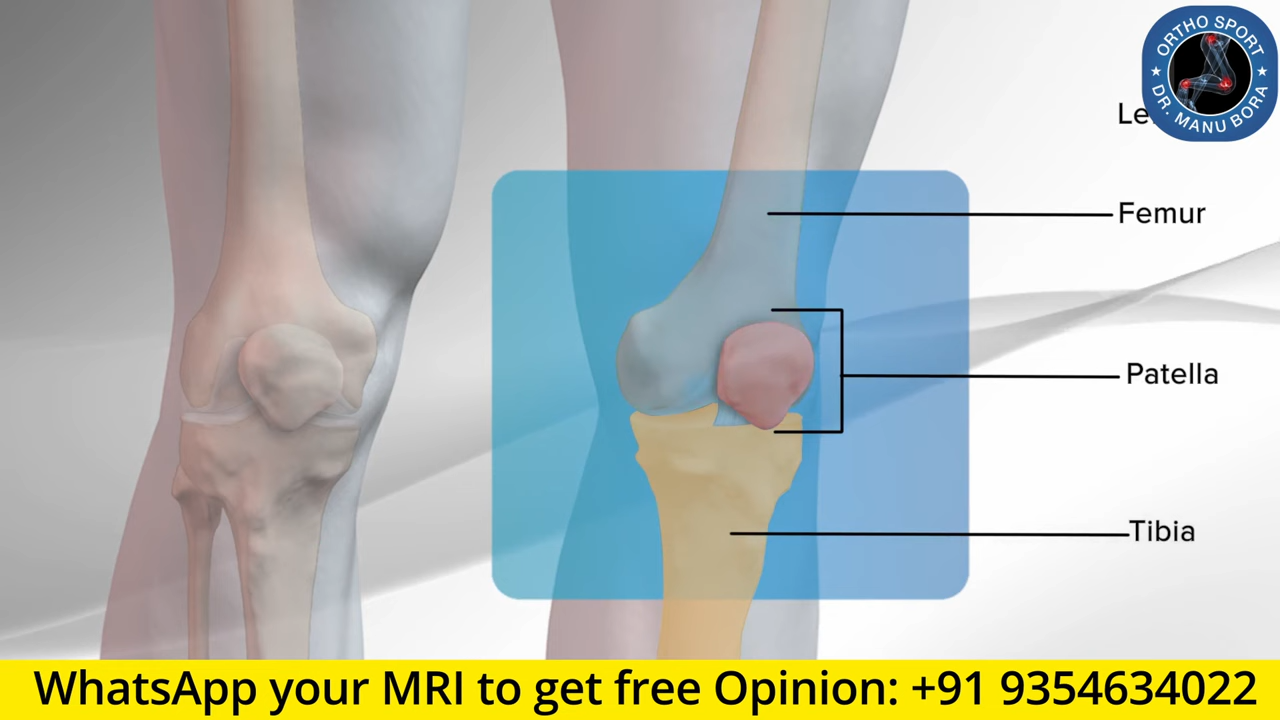 ORTHO SPORT
DR. MANU BORA
Femur
Patella
Tibia
WhatsApp your MRI to get free Opinion: +91 9354634022